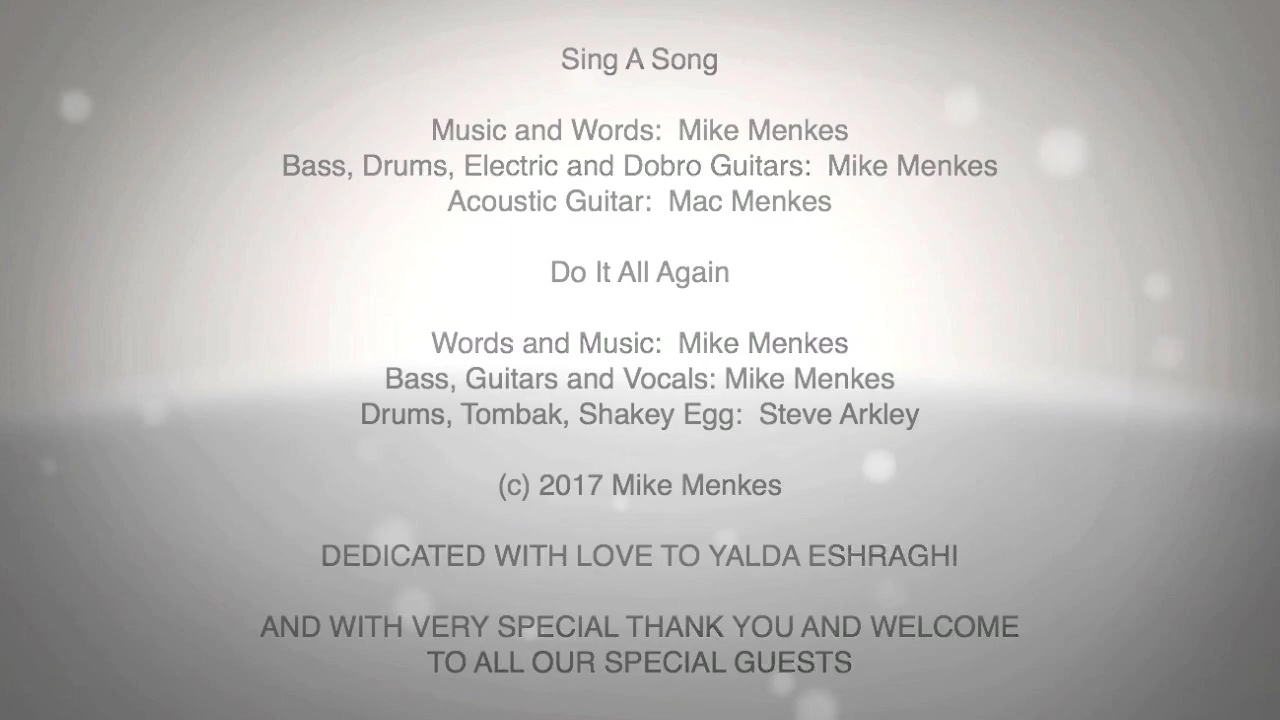 Sing A Song
Music and Words:  Mike Menkes
Bass, Drums, Electric and Dobro Guitars:  Mike Menkes
Acoustic Guitar:  Mac Menkes
Do It All Again
Words and Music:  Mike Menkes
Bass, Guitars and Vocals: Mike Menkes
Drums, Tombak, Shakey Egg:  Steve Arkley
(c) 2017 Mike Menkes
DEDICATED WITH LOVE TO YALDA ESHRAGHI
AND WITH VERY SPECIAL THANK YOU AND WELCOME
TO ALL OUR SPECIAL GUESTS